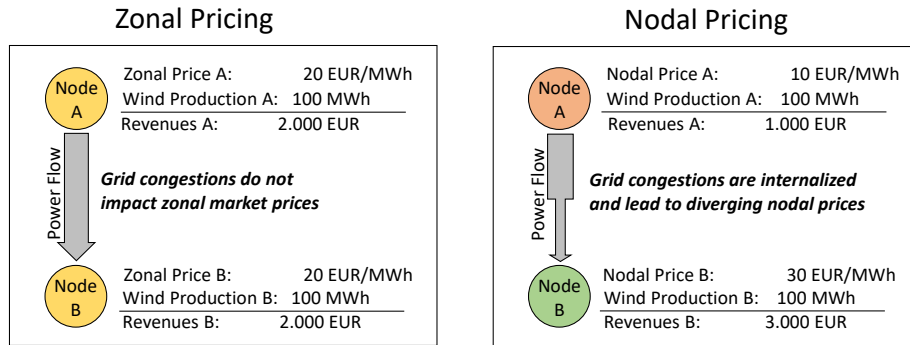 Zonal Pricing
Node
A
Zonal Price A: 20 EUR/MWh
Wind Production A: 100 MWh
Revenues A: 2.000 EUR
Power Flow
Grid congestions do not
impact zonal market prices
Node
B
Zonal Price B: 20 EUR/MWh
Wind Production B: 100 MWh
Revenues B: 2.000 EUR
Nodal Pricing
Node
A
Nodal Price A: 10 EUR/MWh
Wind Production A: 100 MWh
Revenues A: 1.000 EUR
Power Flow
Grid congestions are internalized
and lead to diverging nodal prices
Node
B
Nodal Price B: 30 EUR/MWh
Wind Production B: 100 MWh
Revenues B: 3.000 EUR